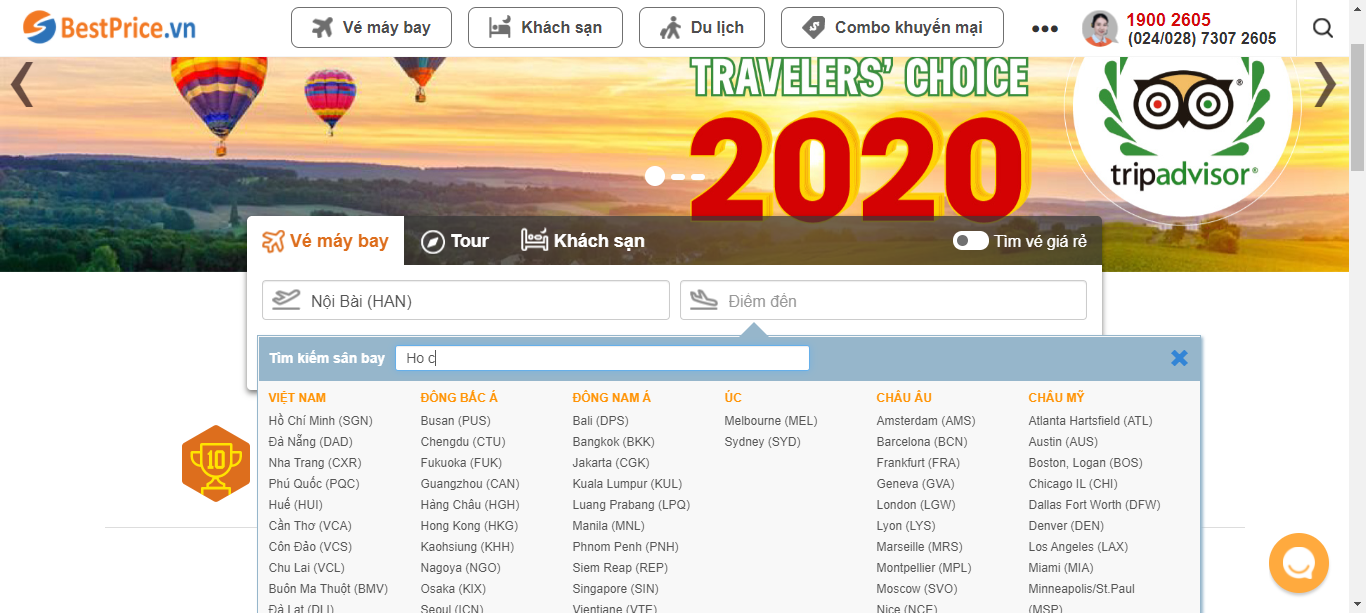 BestPrice.vn
Vé máy bay
Khách sạn
Du lịch
Combo khuyến mại
1900 2605
(024/028) 7307 2605
TRAVELERS' CHOICE
2020
tripadvisor®
Vé máy bay
Tour
Khách sạn
Tìm vé giá rẻ
Nội Bài (HAN)
Điểm đến
Tìm kiếm sân bay
Ho c
VIỆT NAM
Hồ Chí Minh (SGN)
Đà Nẵng (DAD)
Nha Trang (CXR)
Phú Quốc (PQC)
Huế (HUI)
Cần Thơ (VCA)
Côn Đảo (VCS)
Chu Lai (VCL)
Buôn Ma Thuột (BMV)
Đà Lạt (DLI)
ĐÔNG BẮC Á
Busan (PUS)
Chengdu (CTU)
Fukuoka (FUK)
Guangzhou (CAN)
Hàng Châu (HGH)
Hong Kong (HKG)
Kaohsiung (KHH)
Nagoya (NGO)
Osaka (KIX)
Seoul (ICN)
ĐÔNG NAM Á
Bali (DPS)
Bangkok (BKK)
Jakarta (CGK)
Kuala Lumpur (KUL)
Luang Prabang (LPQ)
Manila (MNL)
Phnom Penh (PNH)
Siem Reap (REP)
Singapore (SIN)
Vientiane (VTE)
ÚC
Melbourne (MEL)
Sydney (SYD)
CHÂU ÂU
Amsterdam (AMS)
Barcelona (BCN)
Frankfurt (FRA)
Geneva (GVA)
London (LGW)
Lyon (LYS)
Marseille (MRS)
Montpellier (MPL)
Moscow (SVO)
Nice (NCE)
CHÂU MỸ
Atlanta Hartsfield (ATL)
Austin (AUS)
Boston, Logan (BOS)
Chicago IL (CHI)
Dallas Fort Worth (DFW)
Denver (DEN)
Los Angeles (LAX)
Miami (MIA)
Minneapolis/St.Paul
(MSP)
10